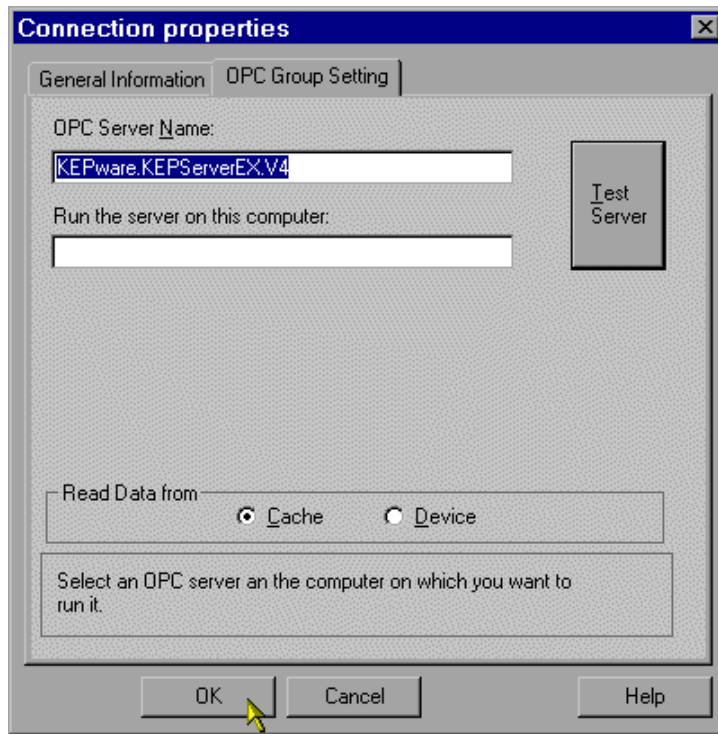 Connection properties
General Information
OPC Group Setting
OPC Server Name:
KEPware.KEPServerEX.V4
Test
Server
Run the server on this computer:
Read Data from
Cache
Device
Select an OPC server an the computer on which you want to
run it.
OK
Cancel
Help